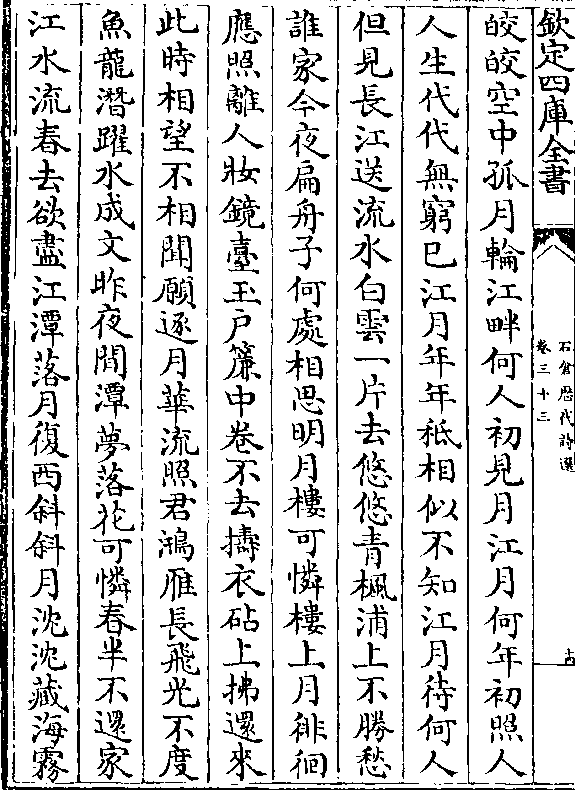 欽定四庫全書
石倉歷代詩選
卷三十三
古
皎皎空中孤月輪江畔何人初見月江月何年初照人
人生代代無窮已江月年年秪相似不知江月待何人
但見長江送流水白雲一片去悠悠青楓浦上不勝愁
誰家今夜扁舟子何處相思明月樓可憐樓上月徘徊
應照離人妝鏡臺玉戶簾中卷不去擣衣砧上拂還來
此時相望不相聞願逐月華流照君鴻雁長飛光不度
魚龍潛躍水成文昨夜間潭夢落花可憐春半不還家
江水流春去欲盡江潭落月復西斜斜月沈沈藏海霧